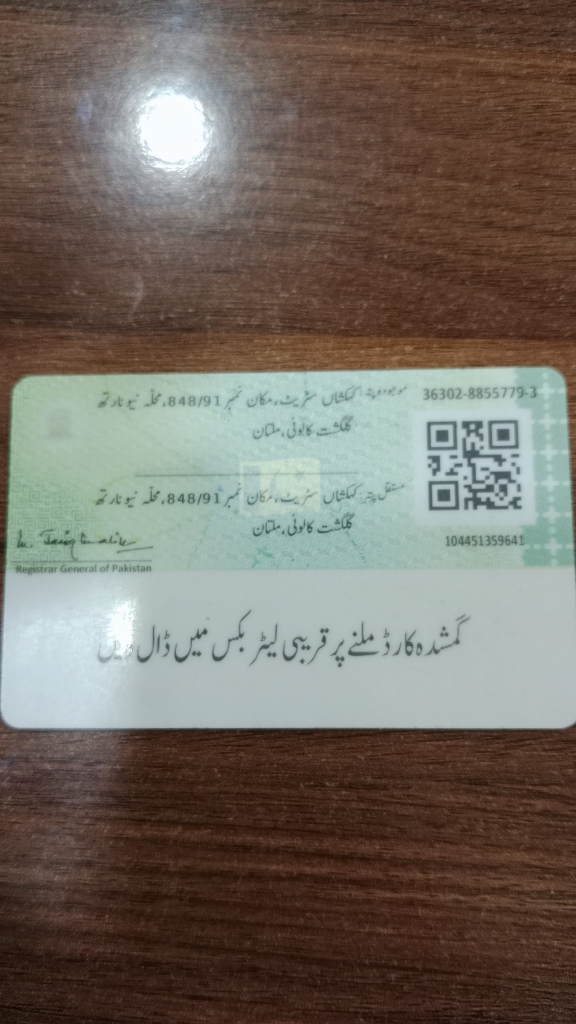 موجودہ پتہ: کہکشاں سٹریٹ، مکان نمبر 848/91، محلّہ نیو نارتھ
گلگشت کالونی، ملتان
36302-8855779-3
مستقل پتہ: کہکشاں سٹریٹ، مکان نمبر 848/91، محلّہ نیو نارتھ
گلگشت کالونی، ملتان
104451359641
Registrar General of Pakistan
گمشدہ کارڈ ملنے پر قریبی لیٹر بکس میں ڈال دیں